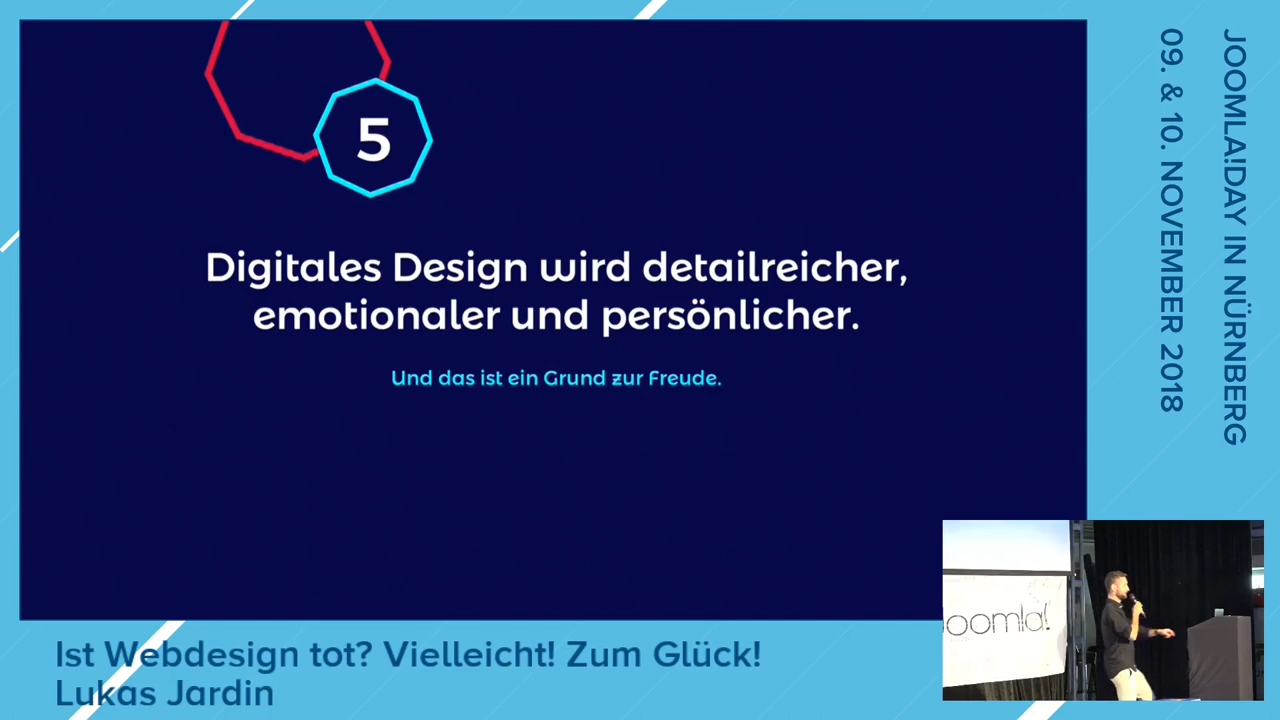 5
Digitales Design wird detailreicher,
emotionaler und persönlicher.
Und das ist ein Grund zur Freude.
JOOMLA!DAY IN NÜRNBERG
09. & 10. NOVEMBER 2018
Joomla!
Ist Webdesign tot? Vielleicht! Zum Glück!
Lukas Jardin